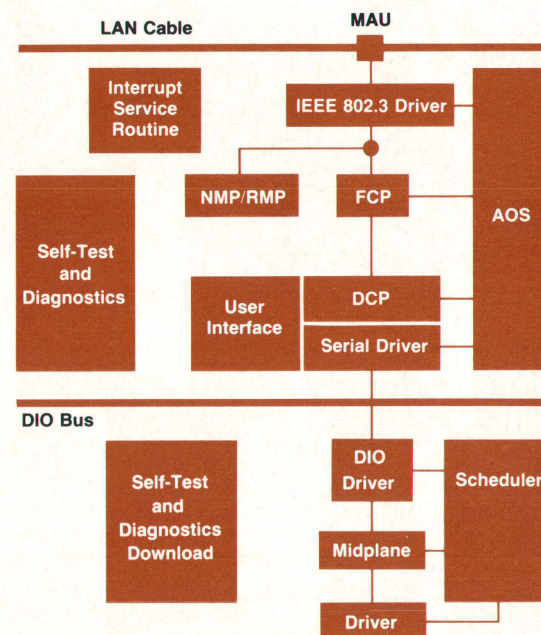 LAN Cable
MAU
Interrupt
Service
Routine
IEEE 802.3 Driver
NMP/RMP
FCP
AOS
Self-Test
and
Diagnostics
User
Interface
DCP
Serial Driver
DIO Bus
DIO
Driver
Scheduler
Self-Test
and
Diagnostics
Download
Midplane
Driver